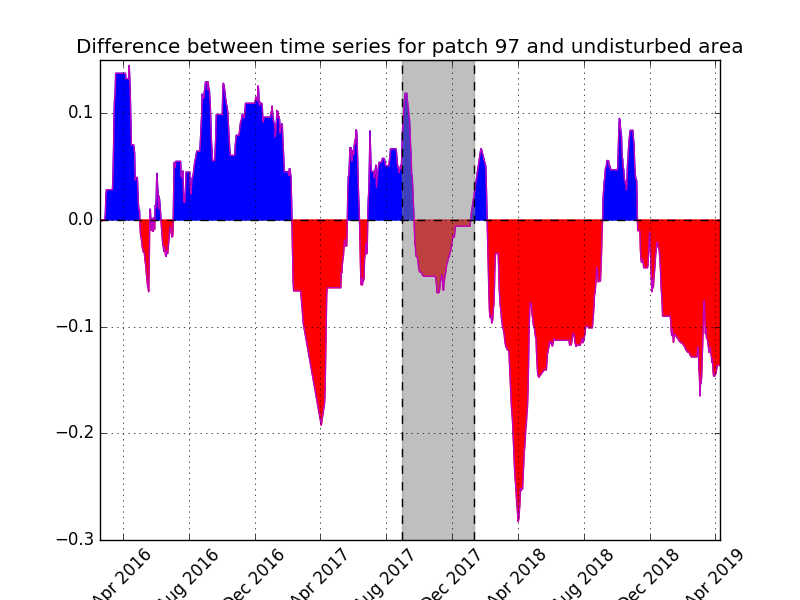 Difference between time series for patch 97 and undisturbed area
0.1
0.0
−0.1
−0.2
−0.3
Apr 2016
Aug 2016
Dec 2016
Apr 2017
Aug 2017
Dec 2017
Apr 2018
Aug 2018
Dec 2018
Apr 2019